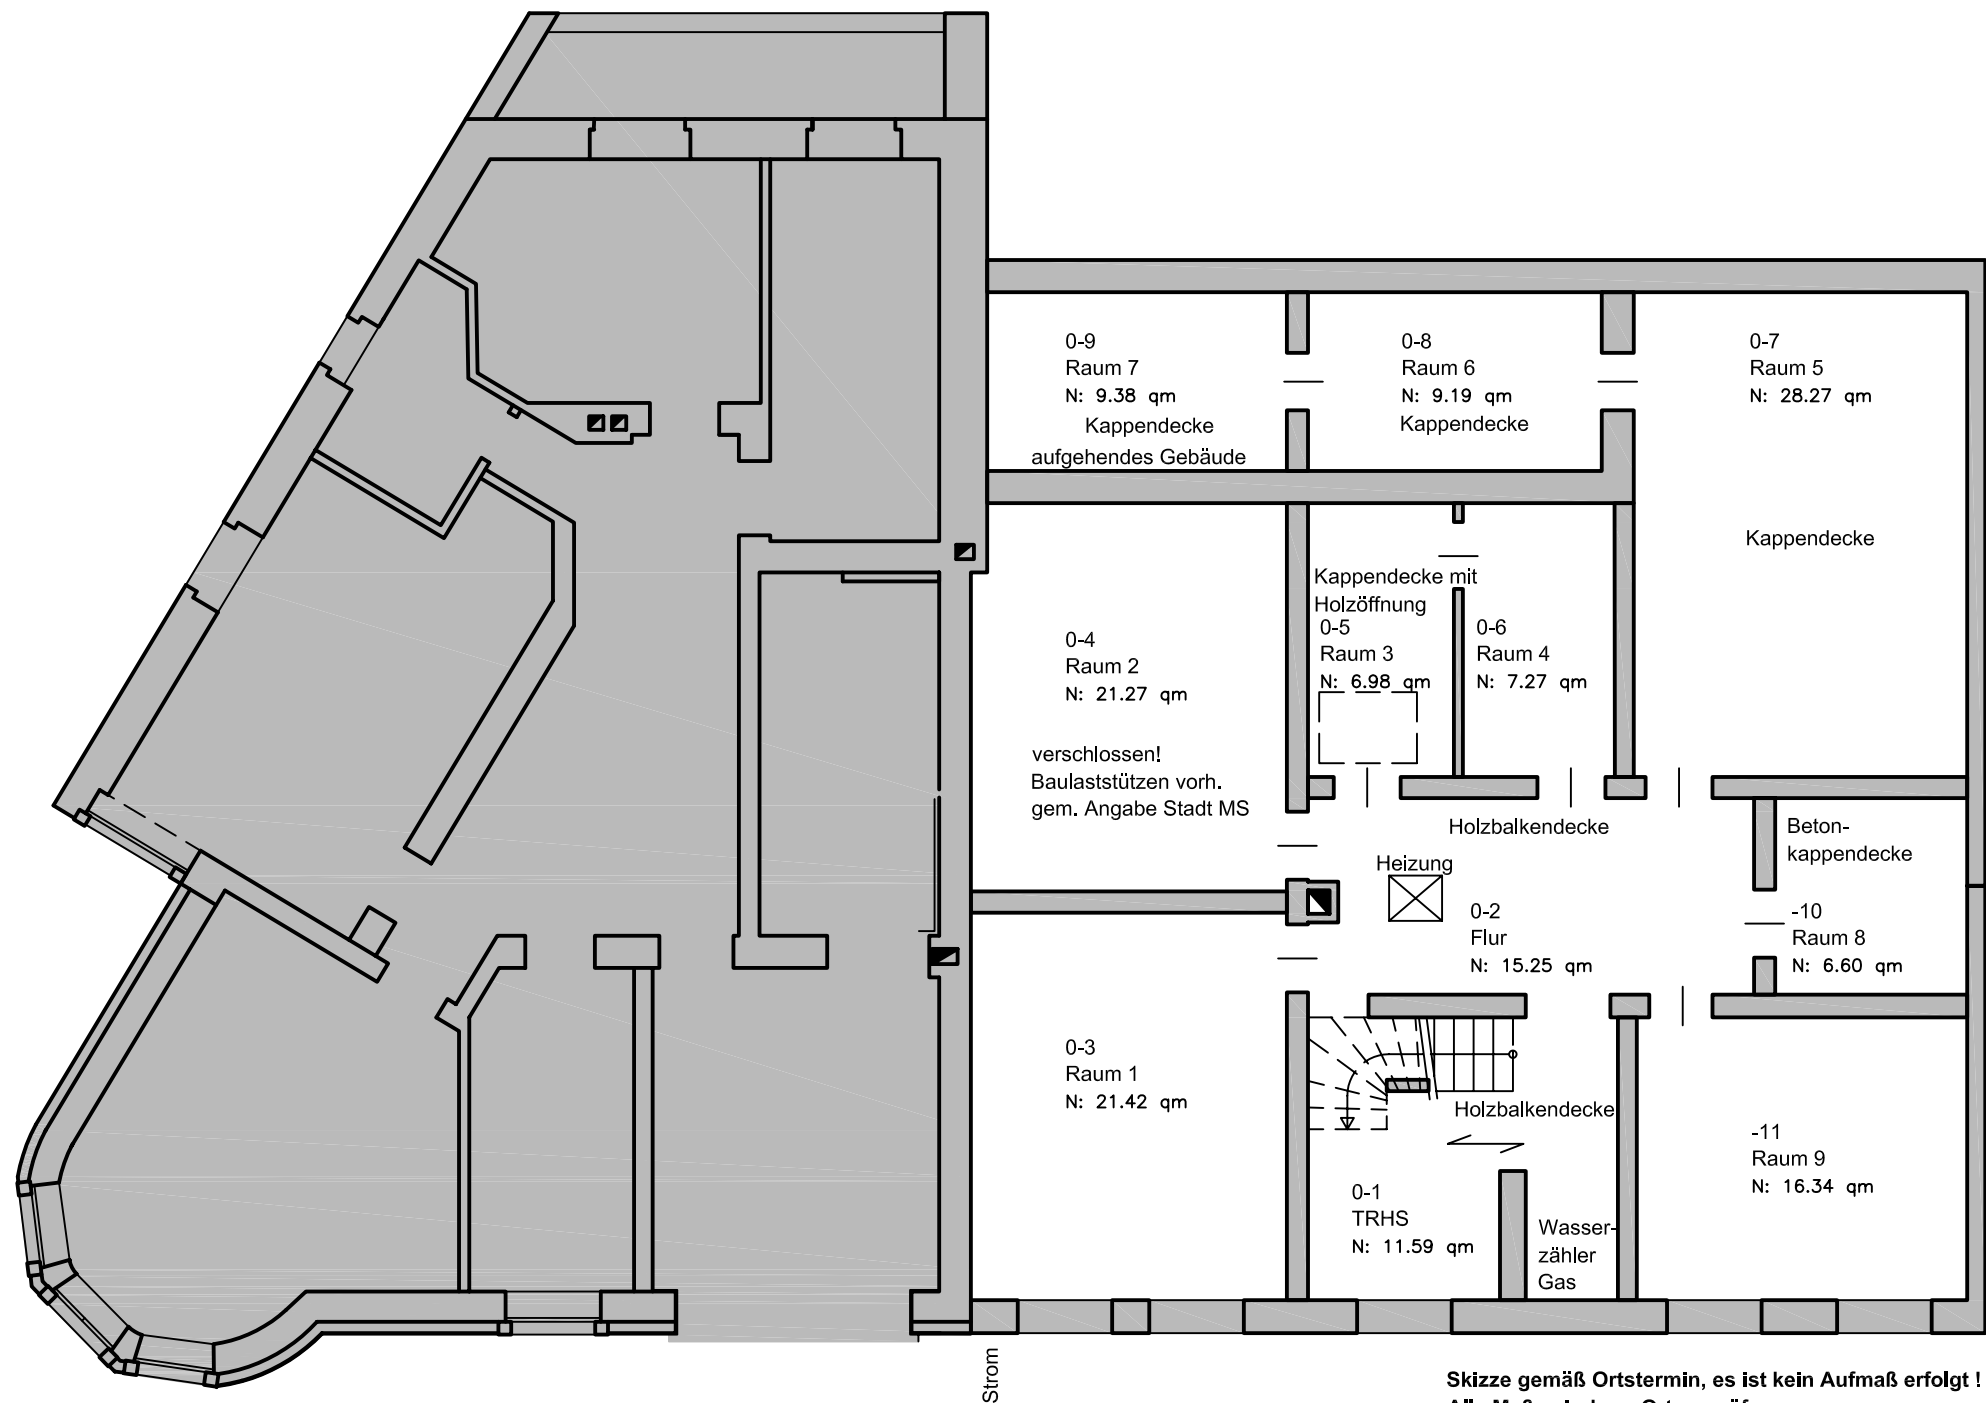 0-9
Raum 7
N: 9.38 qm
Kappendecke
aufgehendes Gebäude
0-8
Raum 6
N: 9.19 qm
Kappendecke
0-7
Raum 5
N: 28.27 qm
Kappendecke
0-4
Raum 2
N: 21.27 qm
verschlossen!
Baulaststützen vorh.
gem. Angabe Stadt MS
Kappendecke mit
Holzöffnung
0-5
Raum 3
N: 6.98 qm
0-6
Raum 4
N: 7.27 qm
Holzbalkendecke
Heizung
0-2
Flur
N: 15.25 qm
Beton-
kappendecke
-10
Raum 8
N: 6.60 qm
0-3
Raum 1
N: 21.42 qm
Holzbalkendecke
0-1
TRHS
N: 11.59 qm
Wasser-
zähler
Gas
-11
Raum 9
N: 16.34 qm
Strom
Skizze gemäß Ortstermin, es ist kein Aufmaß erfolgt !